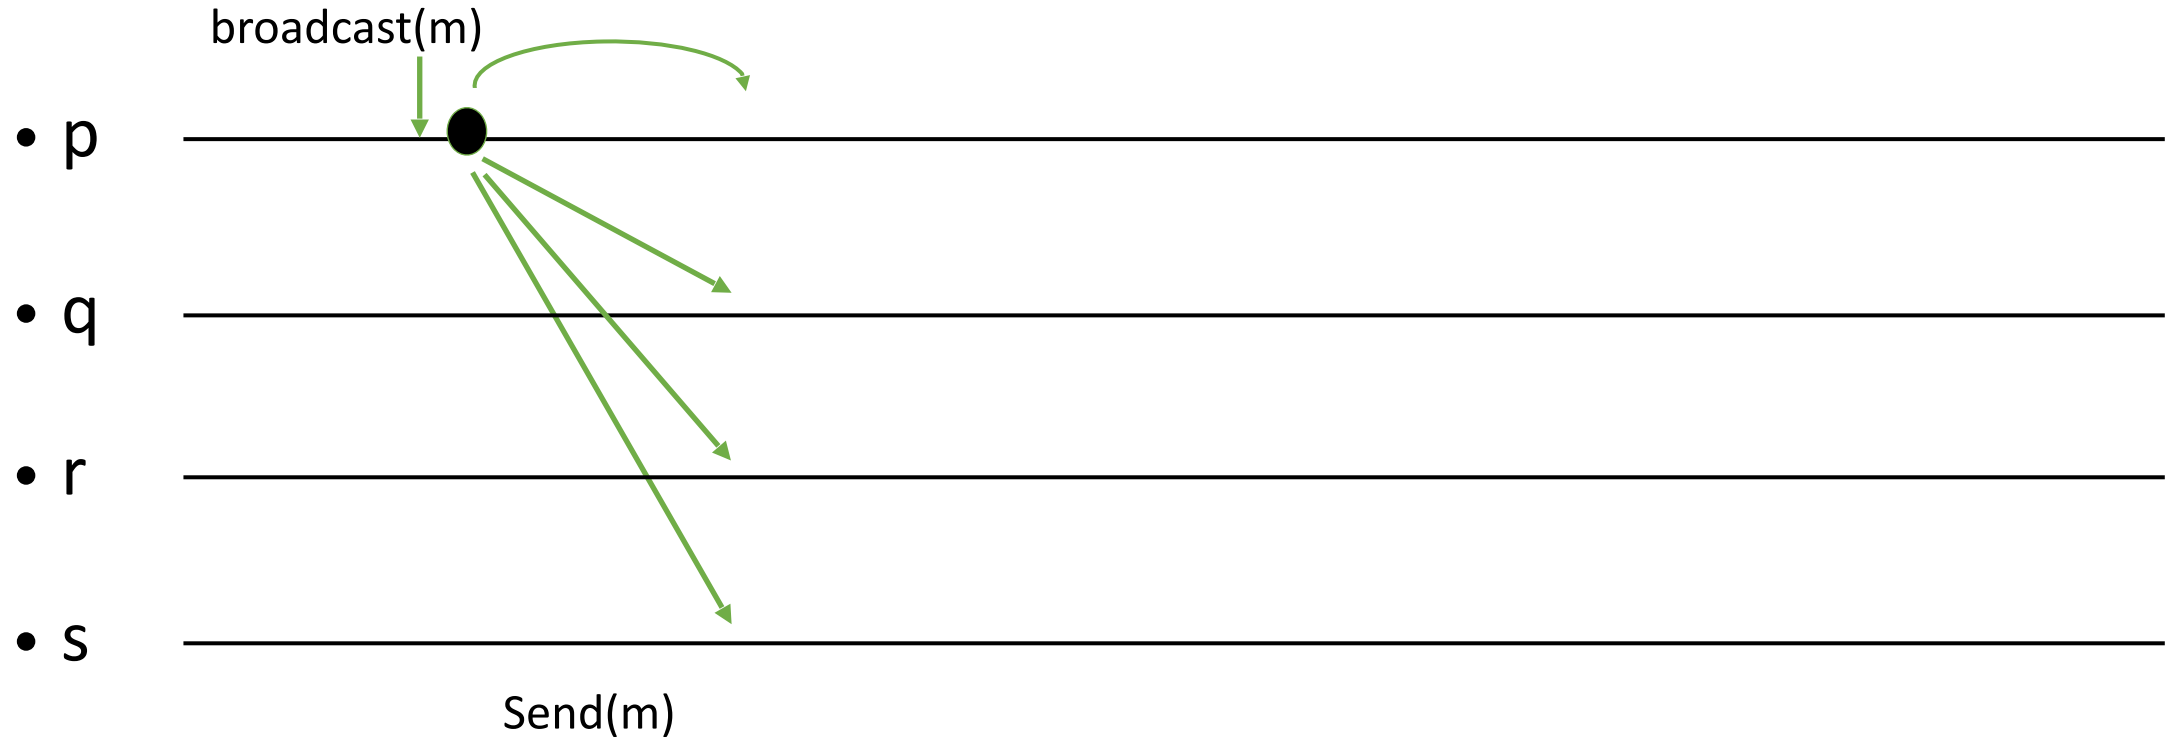 broadcast(m)
• p
• q
• r
• s
Send(m)